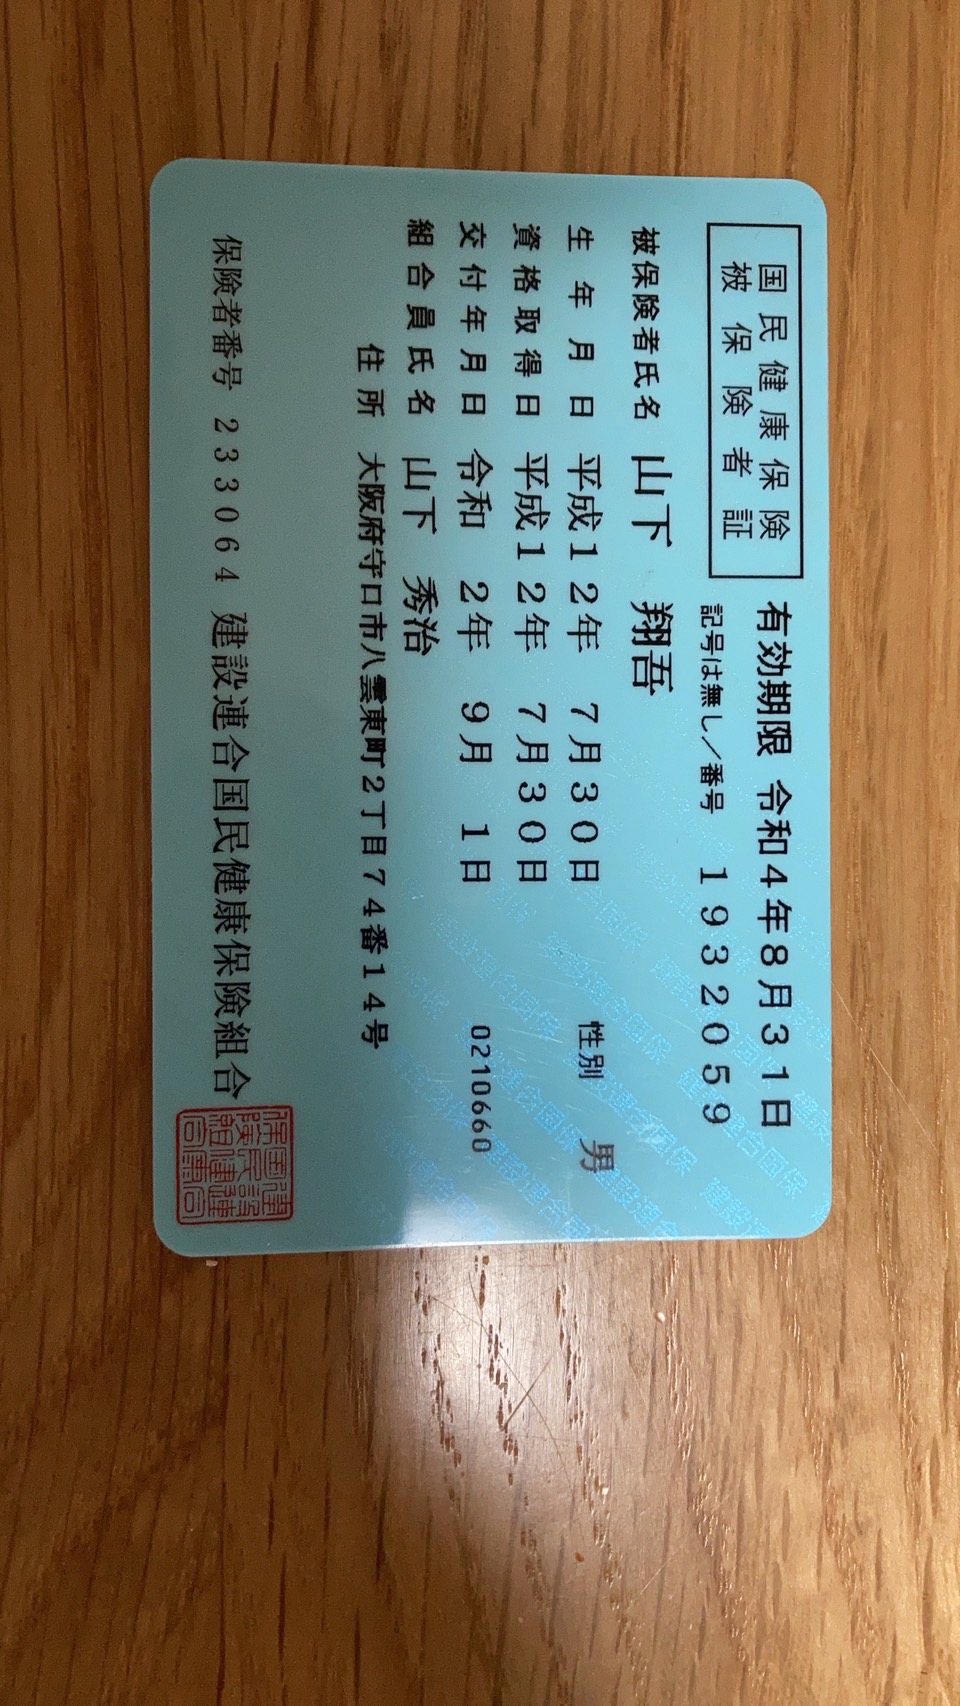 国民健康保険
被保険者証
有効期限 令和4年8月31日
記号は無し／番号 1932059
被保険者氏名 山下 翔吾
生年月日 平成12年 7月30日 性別 男
資格取得日 平成12年 7月30日
交付年月日 令和 2年 9月 1日 0210660
組合員氏名 山下 秀治
住所 大阪府守口市八雲東町2丁目74番14号
保険者番号 233064 建設連合国民健康保険組合